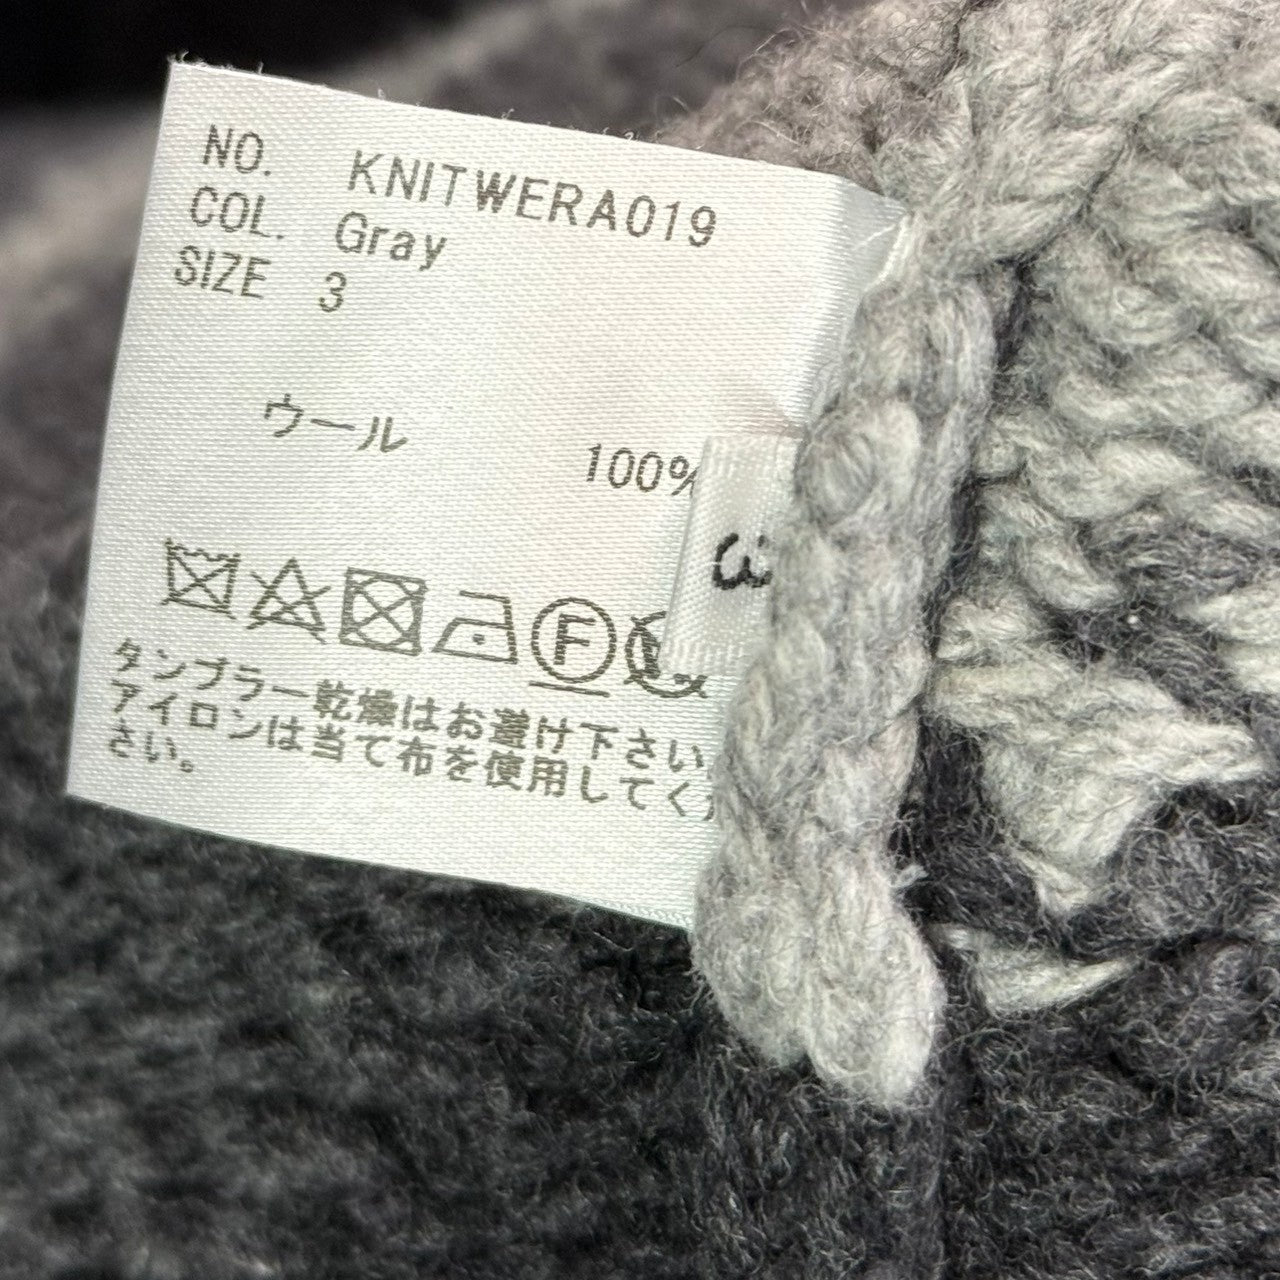 NO. KNITWERA019
COL. Gray
SIZE 3
ウール 100%
3
F
タンブラー乾燥はお避け下さい
アイロンは当て布を使用してく
さい。